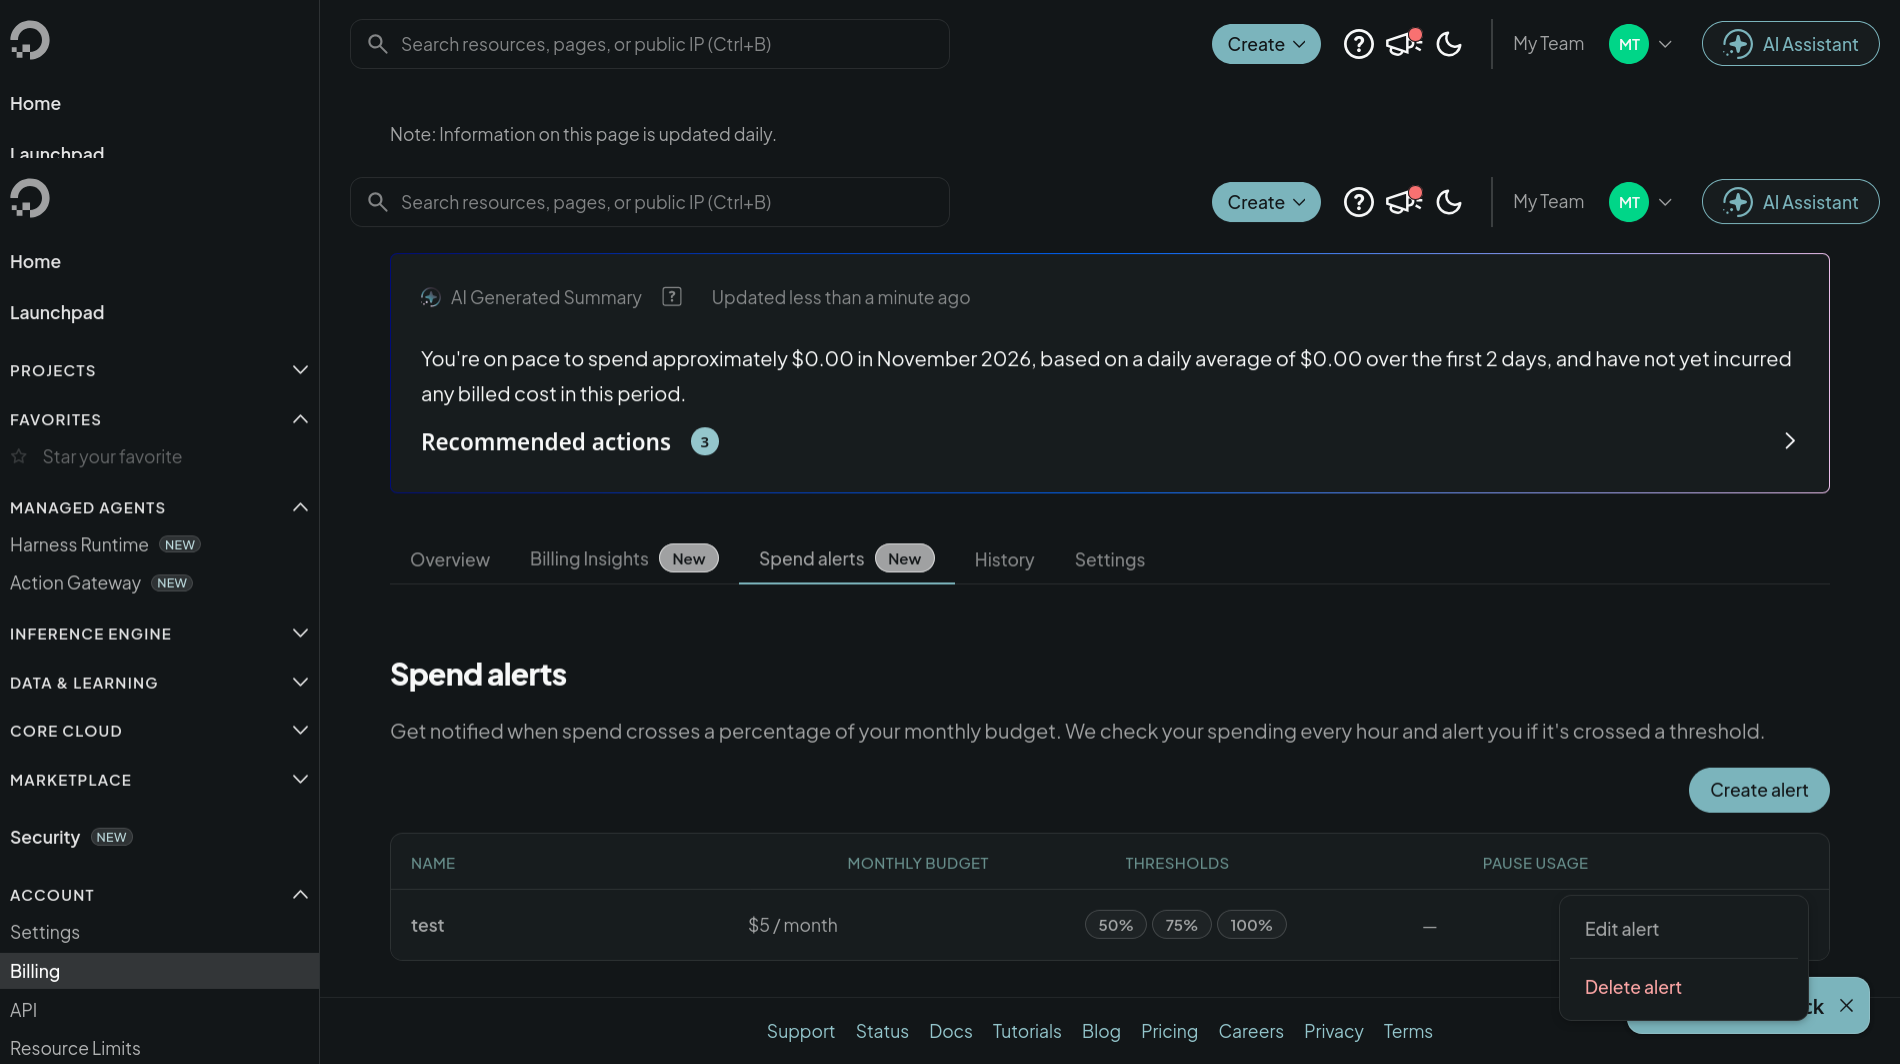 Search resources, pages, or public IP (Ctrl+B)
Create
My Team
MT
AI Assistant
Home
Launchpad
Note: Information on this page is updated daily.
Search resources, pages, or public IP (Ctrl+B)
Create
My Team
MT
AI Assistant
Home
Launchpad
PROJECTS
FAVORITES
Star your favorite
MANAGED AGENTS
Harness Runtime NEW
Action Gateway NEW
INFERENCE ENGINE
DATA & LEARNING
CORE CLOUD
MARKETPLACE
Security NEW
ACCOUNT
Settings
Billing
API
Resource Limits
AI Generated Summary ? Updated less than a minute ago
You're on pace to spend approximately $0.00 in November 2026, based on a daily average of $0.00 over the first 2 days, and have not yet incurred
any billed cost in this period.
Recommended actions 3
Overview Billing Insights New Spend alerts New History Settings
Spend alerts
Get notified when spend crosses a percentage of your monthly budget. We check your spending every hour and alert you if it's crossed a threshold.
Create alert
NAME MONTHLY BUDGET THRESHOLDS PAUSE USAGE
test $5 / month 50% 75% 100% —
Edit alert
Delete alert
Support Status Docs Tutorials Blog Pricing Careers Privacy Terms